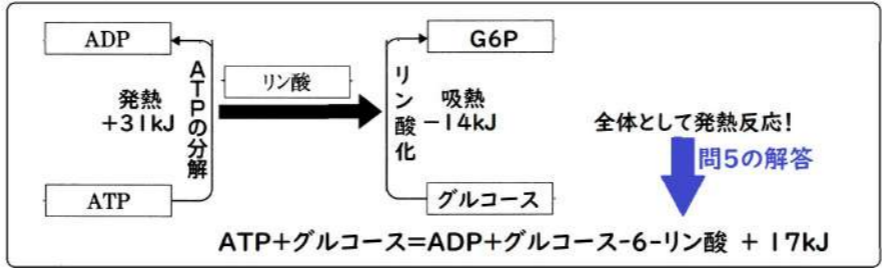 ADP
G6P
ATPの分解
リン酸
リン酸化
発熱
+31kJ
吸熱
-14kJ
全体として発熱反応!
問5の解答
ATP
グルコース
ATP+グルコース=ADP+グルコース-6-リン酸 + 17kJ